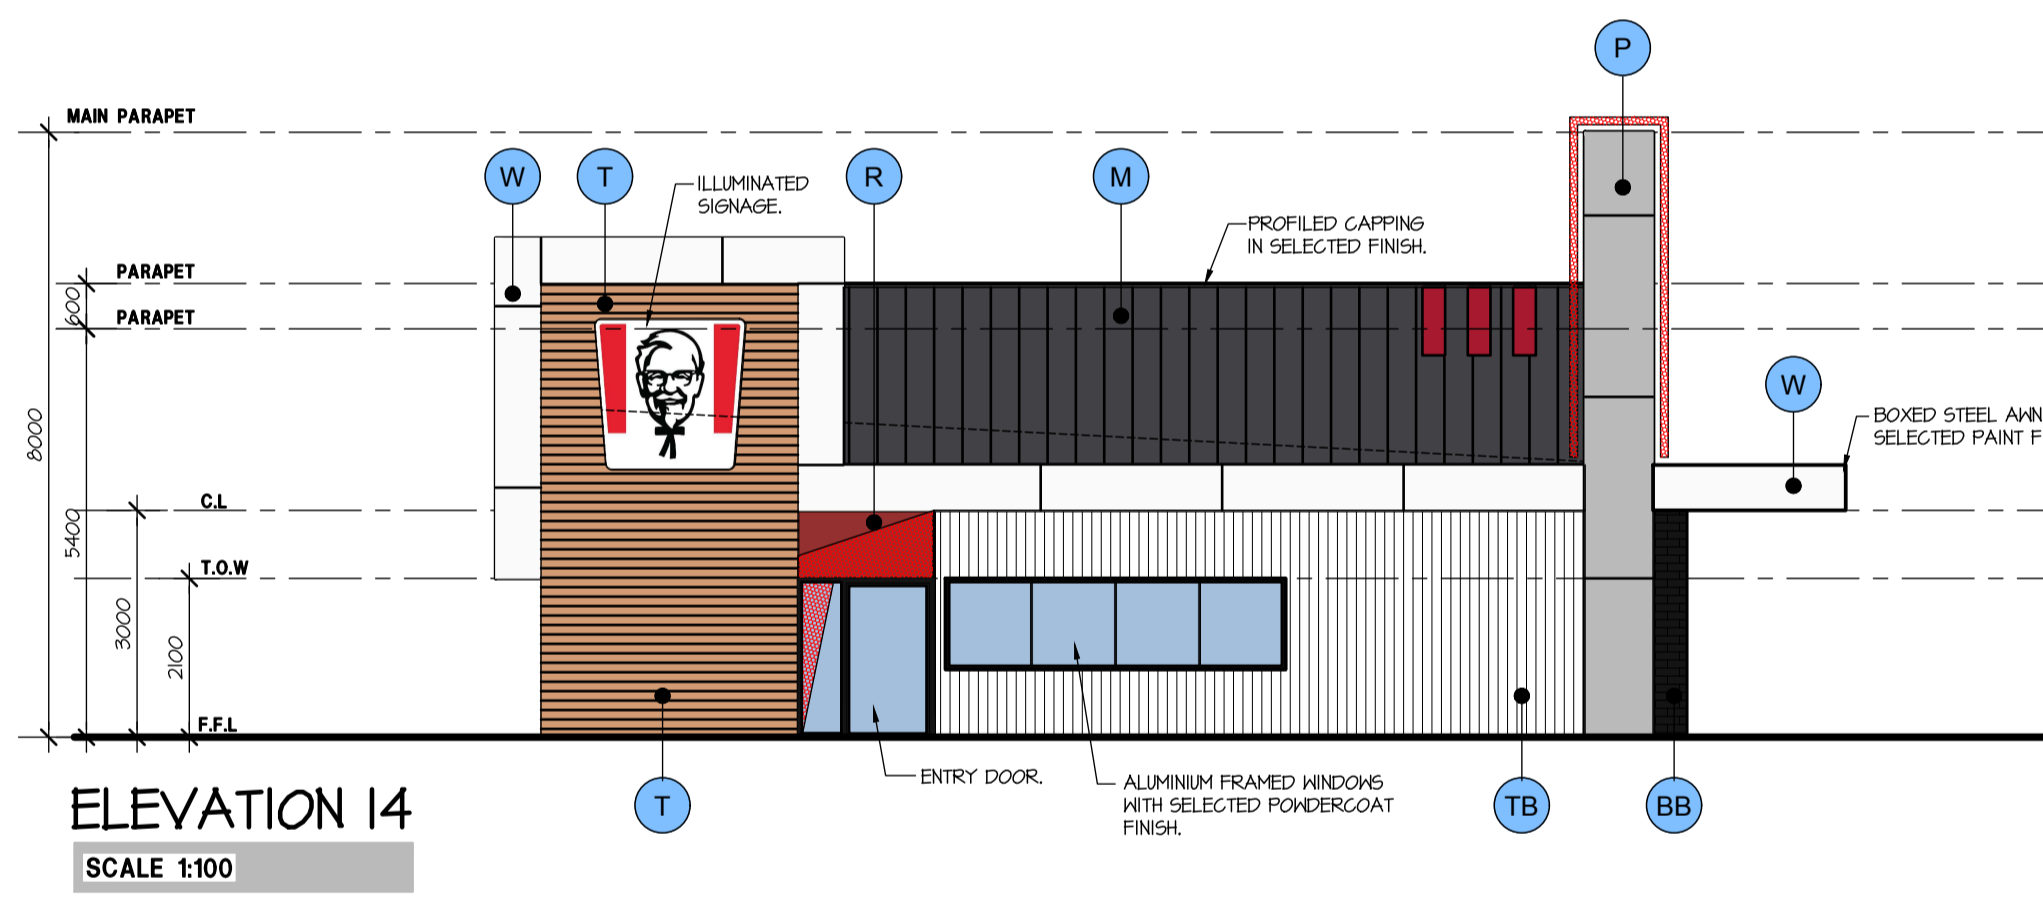 P
MAIN PARAPET
W
T
R
M
ILLUMINATED
SIGNAGE.
PROFILED CAPPING
IN SELECTED FINISH.
PARAPET
600
PARAPET
W
BOXED STEEL AWN
SELECTED PAINT F
8000
C.L
5400
T.O.W
3000
2100
F.F.L
ENTRY DOOR.
ALUMINIUM FRAMED WINDOWS
WITH SELECTED POWDERCOAT
FINISH.
T
TB
BB
ELEVATION 14
SCALE 1:100